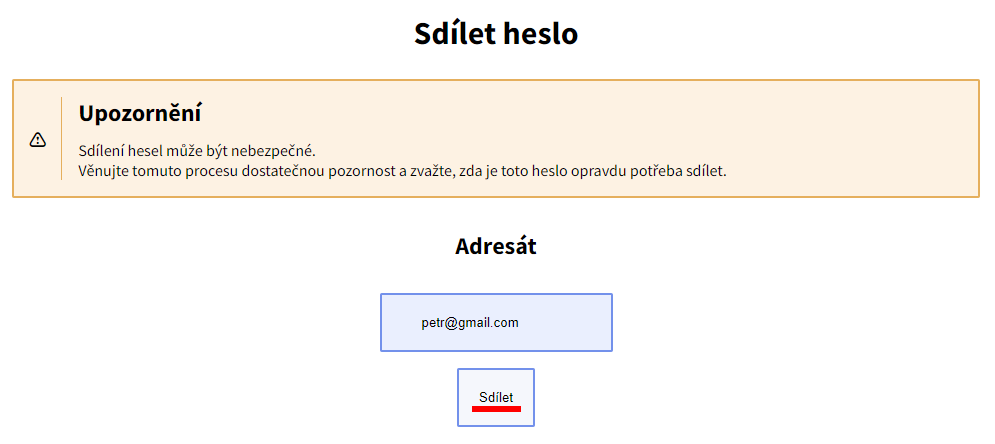 Sdílet heslo
Upozornění
Sdílení hesel může být nebezpečné.
Věnujte tomuto procesu dostatečnou pozornost a zvažte, zda je toto heslo opravdu potřeba sdílet.
Adresát
petr@gmail.com
Sdílet